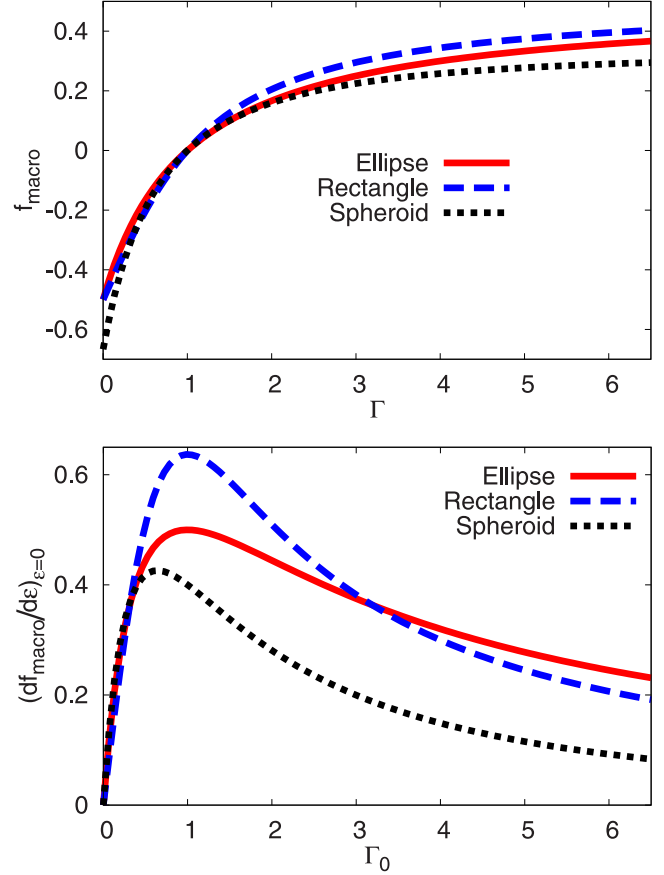 0.4
0.2
0
-0.2
-0.4
-0.6
f_macro
Ellipse
Rectangle
Spheroid
0 1 2 3 4 5 6
Γ
0.6
0.4
0.2
0
(df_macro/dε)_ε=0
Ellipse
Rectangle
Spheroid
0 1 2 3 4 5 6
Γ_0